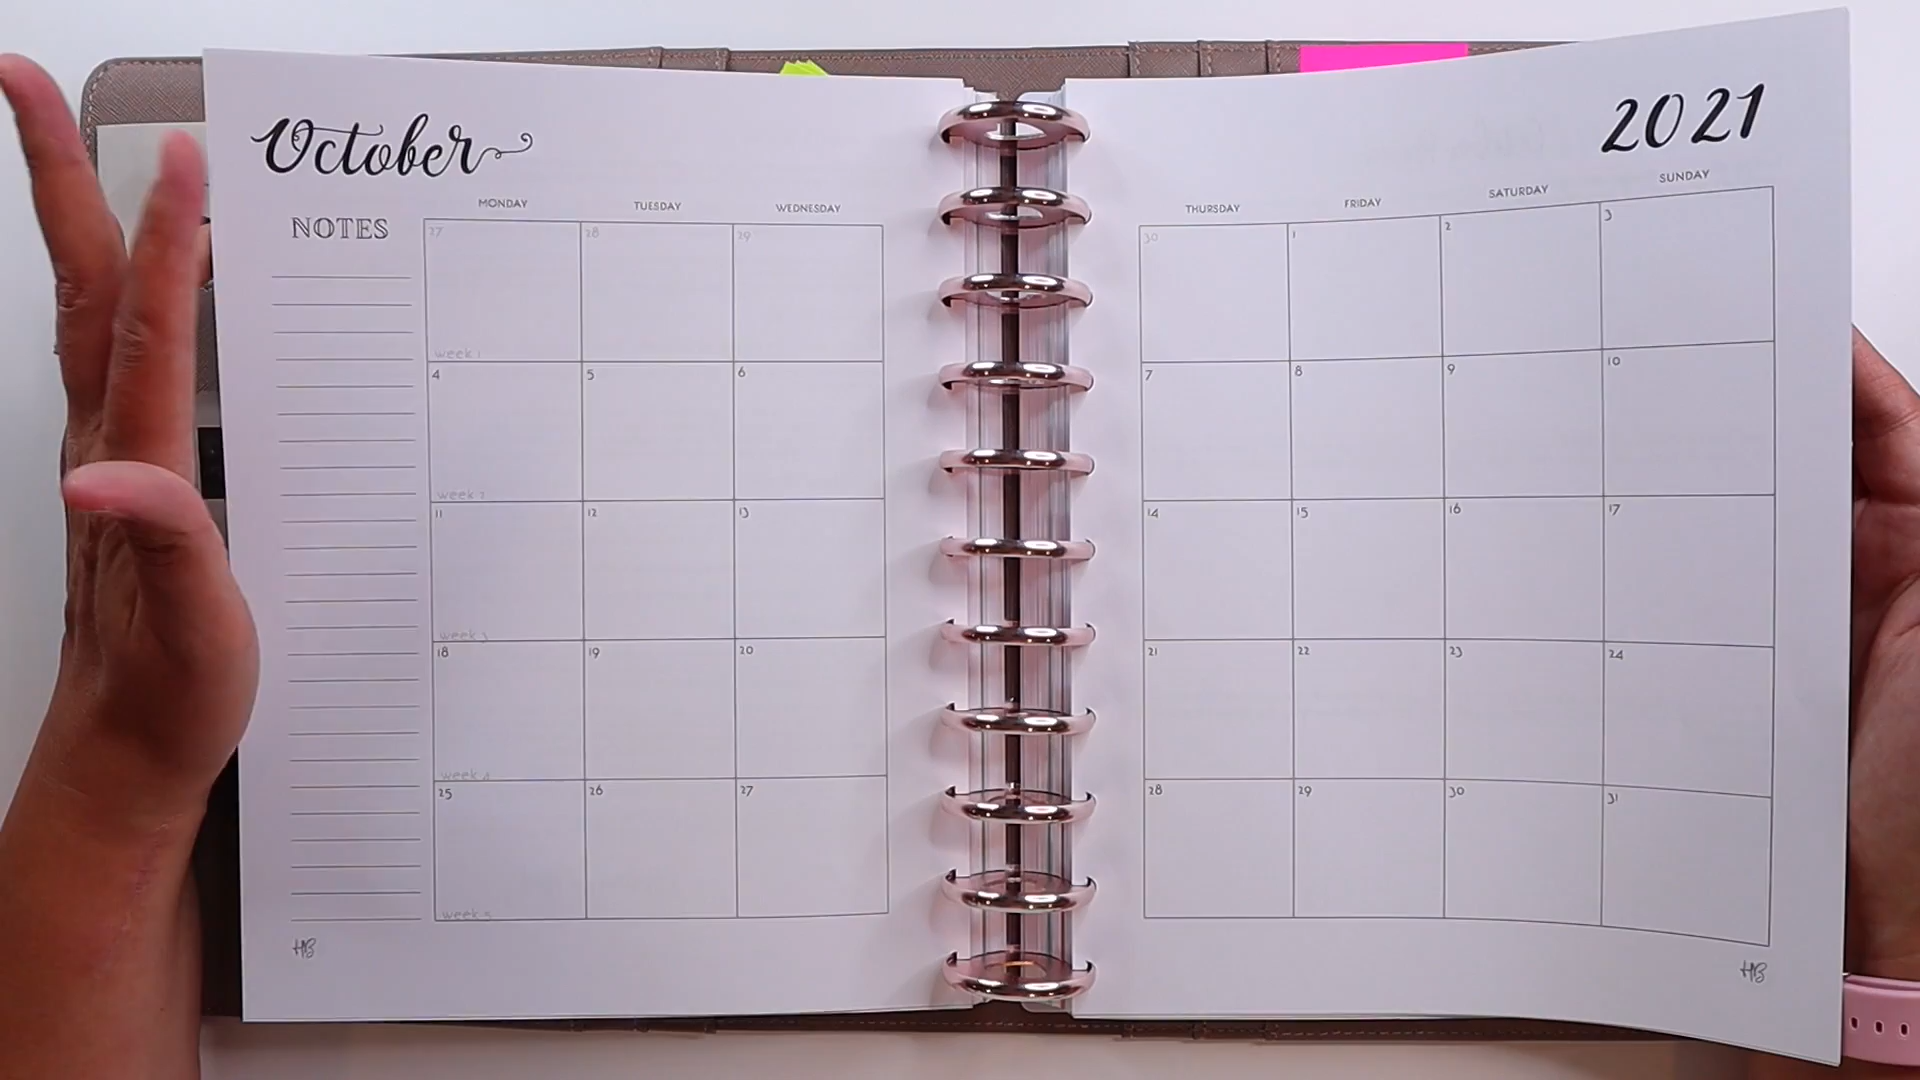 October 2021
MONDAY TUESDAY WEDNESDAY THURSDAY FRIDAY SATURDAY SUNDAY
NOTES
27 28 29 30 1 2 3
week 1
4 5 6 7 8 9 10
week 2
11 12 13 14 15 16 17
week 3
18 19 20 21 22 23 24
week 4
25 26 27 28 29 30 31
week 5
HB HB